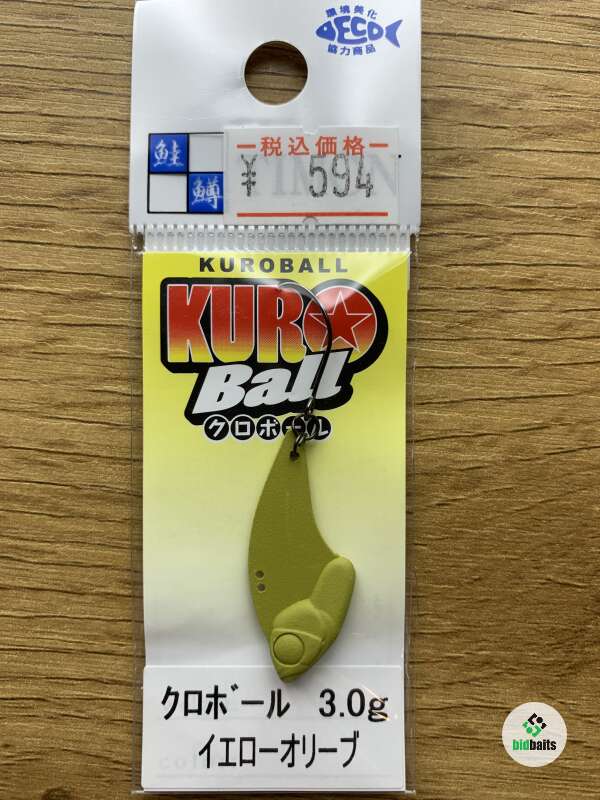 環境美化
ECO
協力商品
鮭
鱒
税込価格
¥ 594
KUROBALL
KURO
Ball
クロボール
クロボール 3.0g
イエローオリーブ
bidbaits